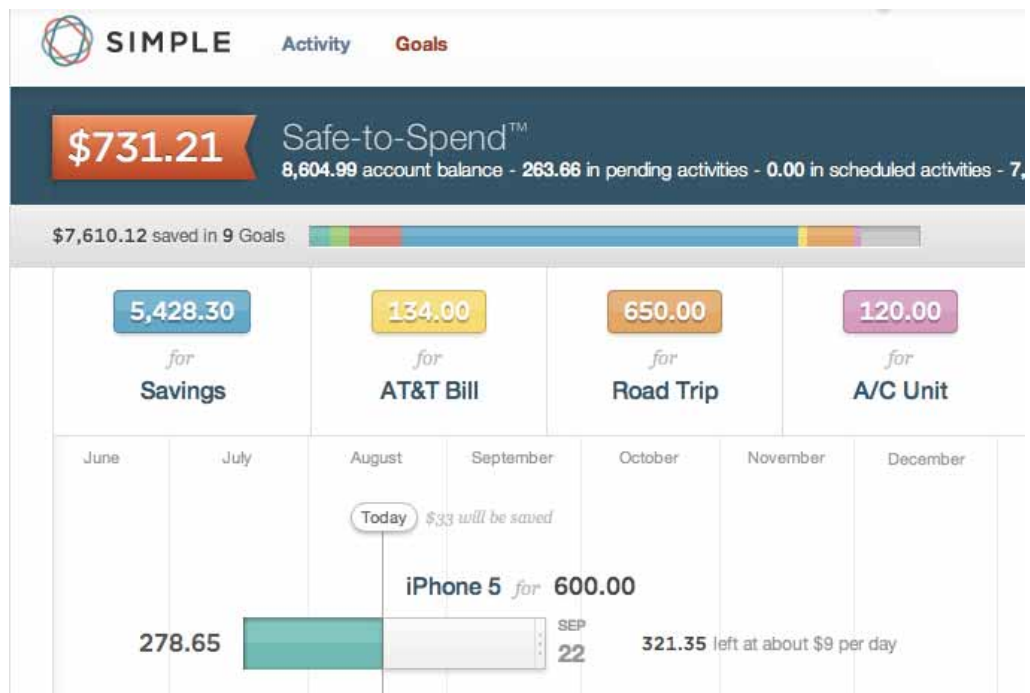 SIMPLE Activity Goals
$731.21 Safe-to-Spend™
8,604.99 account balance - 263.66 in pending activities - 0.00 in scheduled activities - 7,
$7,610.12 saved in 9 Goals
5,428.30 134.00 650.00 120.00
for for for for
Savings AT&T Bill Road Trip A/C Unit
June July August September October November December
Today $33 will be saved
iPhone 5 for 600.00
278.65 SEP 22 321.35 left at about $9 per day